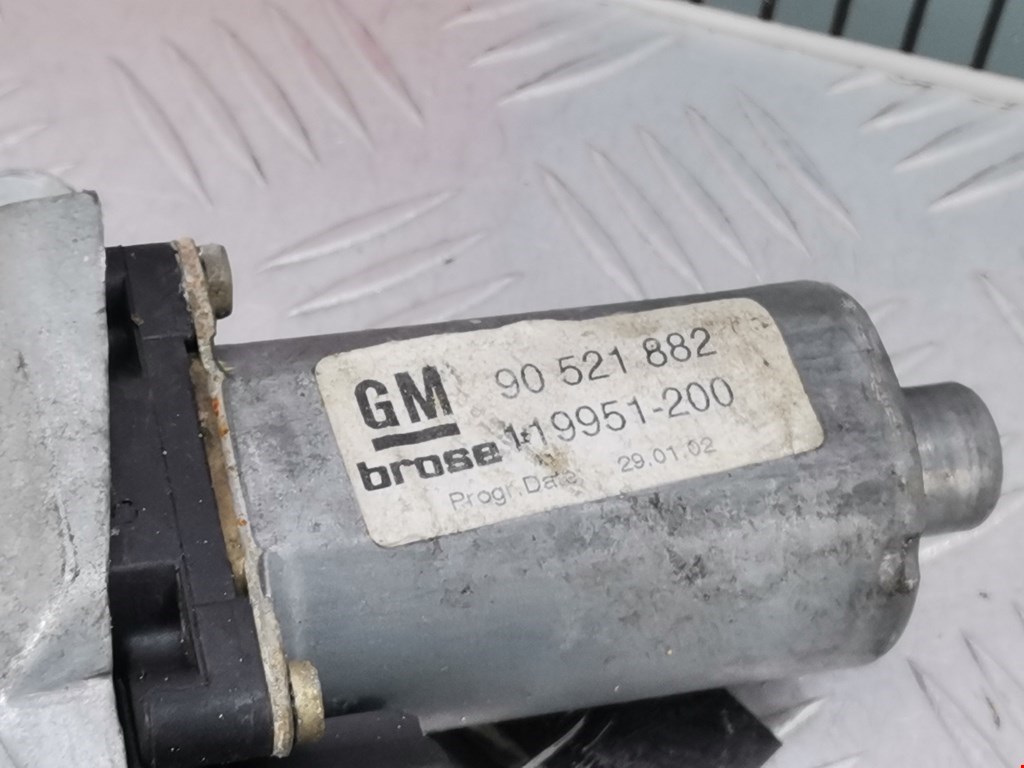 GM 90 521 882
brose 119951-200
Progr.Date 29.01.02